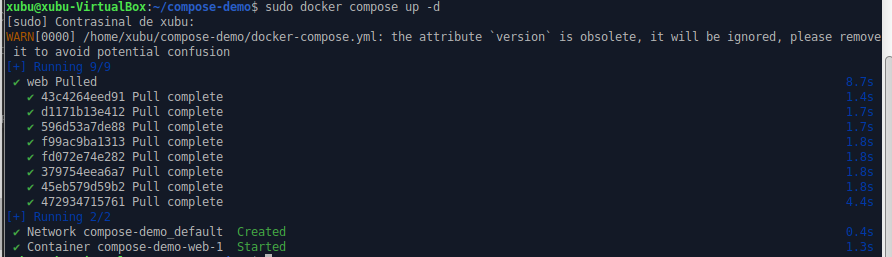 xubu@xubu-VirtualBox:~/compose-demo$ sudo docker compose up -d
[sudo] Contrasinal de xubu:
WARN[0000] /home/xubu/compose-demo/docker-compose.yml: the attribute `version` is obsolete, it will be ignored, please remove
it to avoid potential confusion
[+] Running 9/9
✔ web Pulled 8.7s
✔ 43c4264eed91 Pull complete 1.4s
✔ d1171b13e412 Pull complete 1.7s
✔ 596d53a7de88 Pull complete 1.7s
✔ f99ac9ba1313 Pull complete 1.8s
✔ fd072e74e282 Pull complete 1.8s
✔ 379754eea6a7 Pull complete 1.8s
✔ 45eb579d59b2 Pull complete 1.8s
✔ 472934715761 Pull complete 4.4s
[+] Running 2/2
✔ Network compose-demo_default Created 0.4s
✔ Container compose-demo-web-1 Started 1.3s